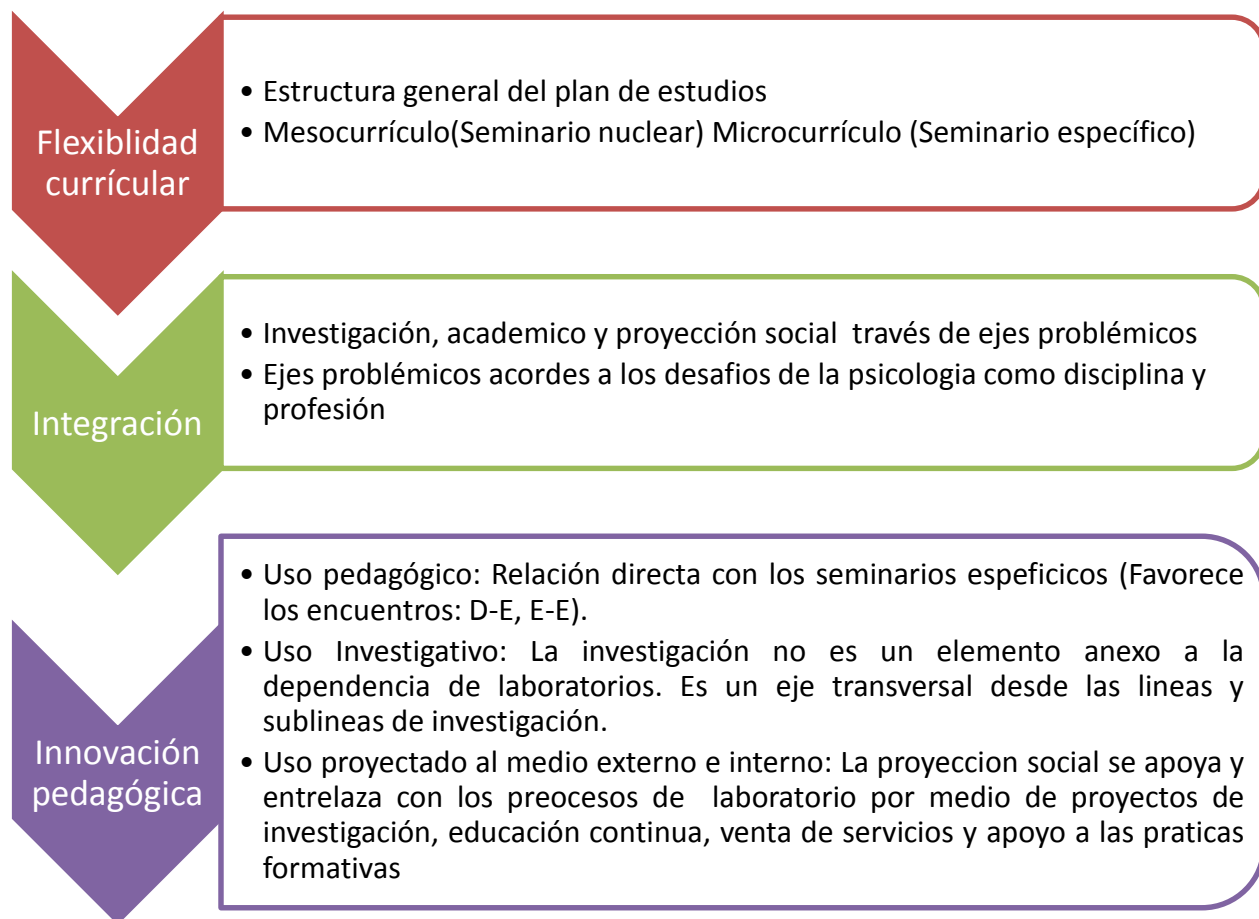 Flexiblidad
currícular
• Estructura general del plan de estudios
• Mesocurrículo(Seminario nuclear) Microcurrículo (Seminario específico)
Integración
• Investigación, academico y proyección social  través de ejes problémicos
• Ejes problémicos acordes a los desafios de la psicologia como disciplina y
profesión
Innovación
pedagógica
• Uso pedagógico: Relación directa con los seminarios espeficicos (Favorece
los encuentros: D-E, E-E).
• Uso Investigativo: La investigación no es un elemento anexo a la
dependencia de laboratorios. Es un eje transversal desde las lineas y
sublineas de investigación.
• Uso proyectado al medio externo e interno: La proyeccion social se apoya y
entrelaza con los preocesos de  laboratorio por medio de proyectos de
investigación, educación continua, venta de servicios y apoyo a las praticas
formativas